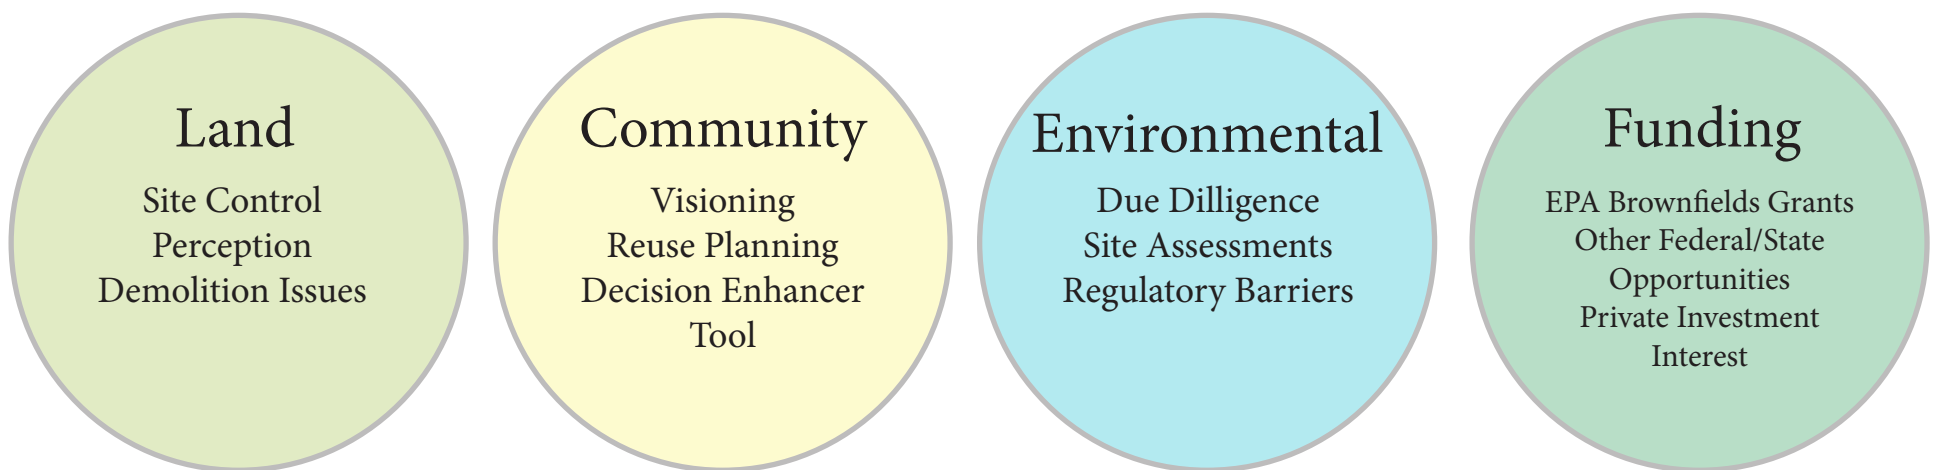 Land
Site Control
Perception
Demolition Issues
Community
Visioning
Reuse Planning
Decision Enhancer
Tool
Environmental
Due Dilligence
Site Assessments
Regulatory Barriers
Funding
EPA Brownfields Grants
Other Federal/State
Opportunities
Private Investment
Interest